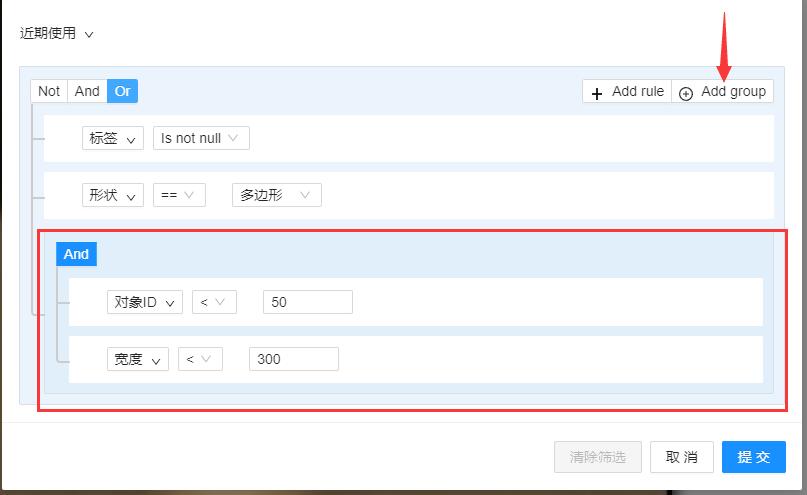 近期使用
Not And Or Add rule Add group
标签 Is not null
形状 == 多边形
And
对象ID < 50
宽度 < 300
清除筛选 取 消 提 交